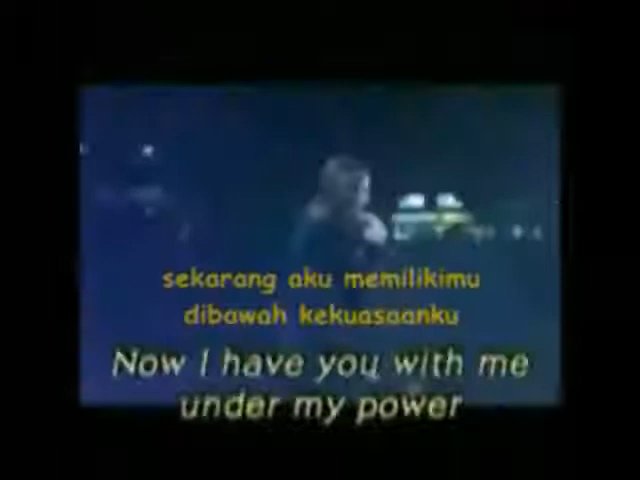 sekarang aku memilikimu
dibawah kekuasaanku
Now I have you with me
under my power